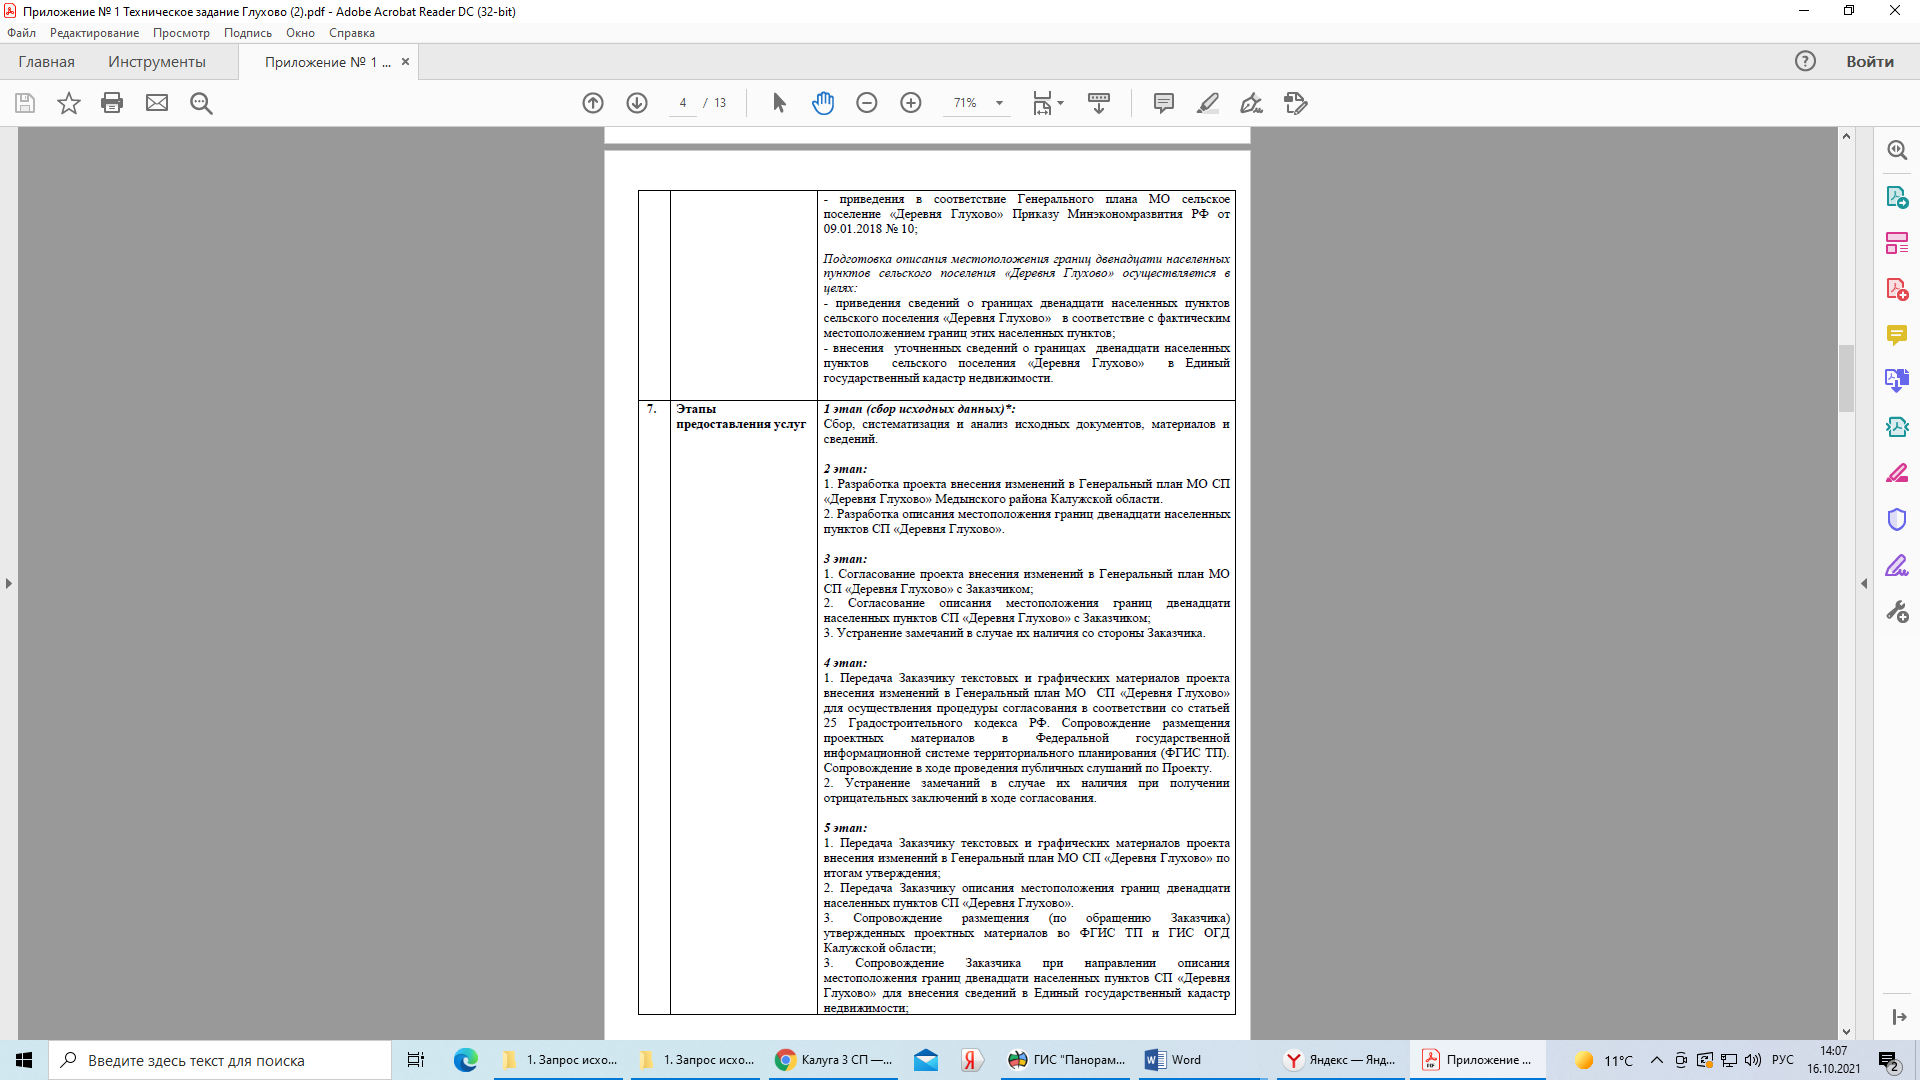 Приложение № 1 Техническое задание Глухово (2).pdf - Adobe Acrobat Reader DC (32-bit)
Файл Редактирование Просмотр Подпись Окно Справка
Главная Инструменты Приложение № 1 ... × Войти
4 / 13 71%
- приведения в соответствие Генерального плана МО сельское
поселение «Деревня Глухово» Приказу Минэкономразвития РФ от
09.01.2018 № 10;
Подготовка описания местоположения границ двенадцати населенных
пунктов сельского поселения «Деревня Глухово» осуществляется в
целях:
- приведения сведений о границах двенадцати населенных пунктов
сельского поселения «Деревня Глухово» в соответствие с фактическим
местоположением границ этих населенных пунктов;
- внесения уточненных сведений о границах двенадцати населенных
пунктов сельского поселения «Деревня Глухово» в Единый
государственный кадастр недвижимости.
7. Этапы
предоставления услуг
1 этап (сбор исходных данных)*:
Сбор, систематизация и анализ исходных документов, материалов и
сведений.
2 этап:
1. Разработка проекта внесения изменений в Генеральный план МО СП
«Деревня Глухово» Медынского района Калужской области.
2. Разработка описания местоположения границ двенадцати населенных
пунктов СП «Деревня Глухово».
3 этап:
1. Согласование проекта внесения изменений в Генеральный план МО
СП «Деревня Глухово» с Заказчиком;
2. Согласование описания местоположения границ двенадцати
населенных пунктов СП «Деревня Глухово» с Заказчиком;
3. Устранение замечаний в случае их наличия со стороны Заказчика.
4 этап:
1. Передача Заказчику текстовых и графических материалов проекта
внесения изменений в Генеральный план МО СП «Деревня Глухово»
для осуществления процедуры согласования в соответствии со статьей
25 Градостроительного кодекса РФ. Сопровождение размещения
проектных материалов в Федеральной государственной
информационной системе территориального планирования (ФГИС ТП).
Сопровождение в ходе проведения публичных слушаний по Проекту.
2. Устранение замечаний в случае их наличия при получении
отрицательных заключений в ходе согласования.
5 этап:
1. Передача Заказчику текстовых и графических материалов проекта
внесения изменений в Генеральный план МО СП «Деревня Глухово» по
итогам утверждения;
2. Передача Заказчику описания местоположения границ двенадцати
населенных пунктов СП «Деревня Глухово».
3. Сопровождение размещения (по обращению Заказчика)
утвержденных проектных материалов во ФГИС ТП и ГИС ОГД
Калужской области;
3. Сопровождение Заказчика при направлении описания
местоположения границ двенадцати населенных пунктов СП «Деревня
Глухово» для внесения сведений в Единый государственный кадастр
недвижимости;
Введите здесь текст для поиска 1. Запрос исхо... 1. Запрос исхо... Калуга 3 СП —... ГИС "Панорам... Word Яндекс — Янд... Приложение ... 11°C РУС 14:07
16.10.2021 2